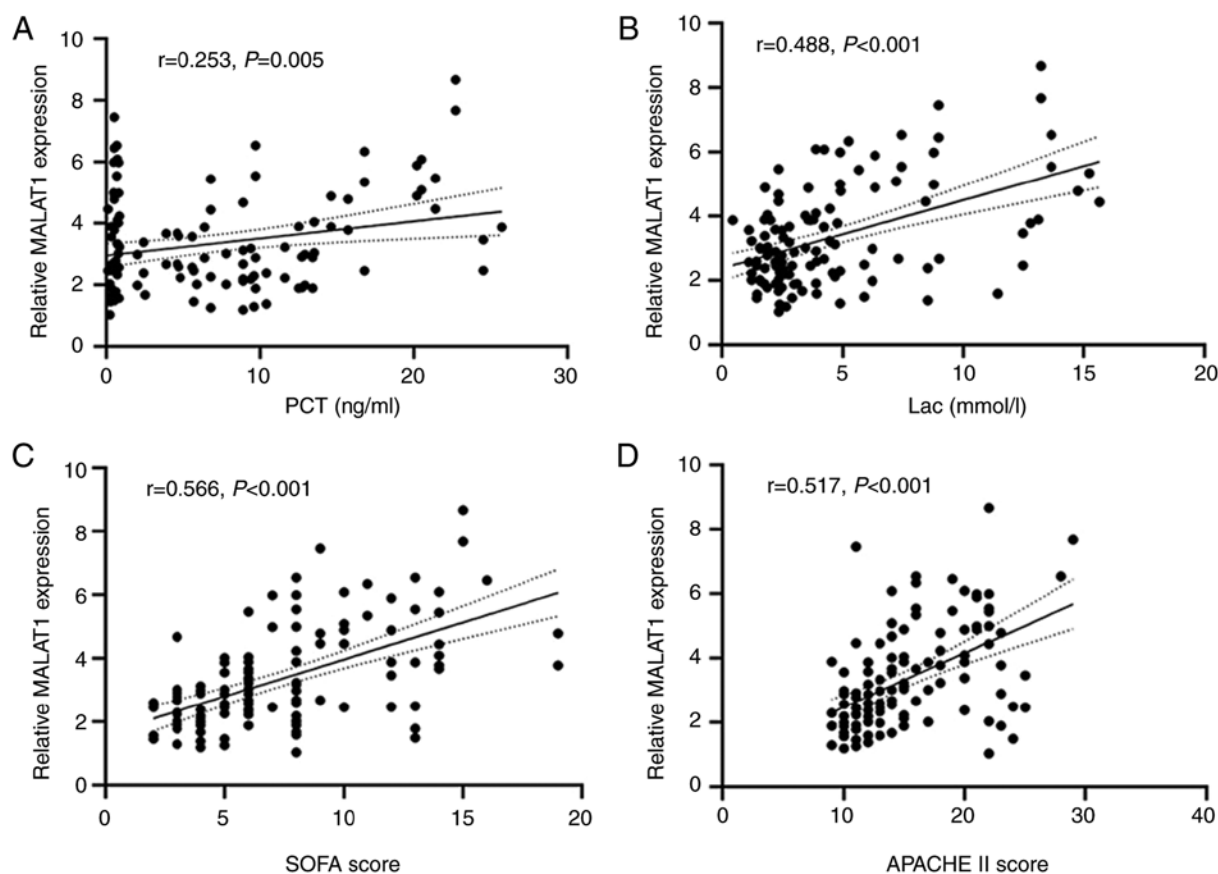 A
r=0.253, P=0.005
Relative MALAT1 expression
10
8
6
4
2
0
0 10 20 30
PCT (ng/ml)
B
r=0.488, P<0.001
Relative MALAT1 expression
10
8
6
4
2
0
0 5 10 15 20
Lac (mmol/l)
C
r=0.566, P<0.001
Relative MALAT1 expression
10
8
6
4
2
0
0 5 10 15 20
SOFA score
D
r=0.517, P<0.001
Relative MALAT1 expression
10
8
6
4
2
0
0 10 20 30 40
APACHE II score